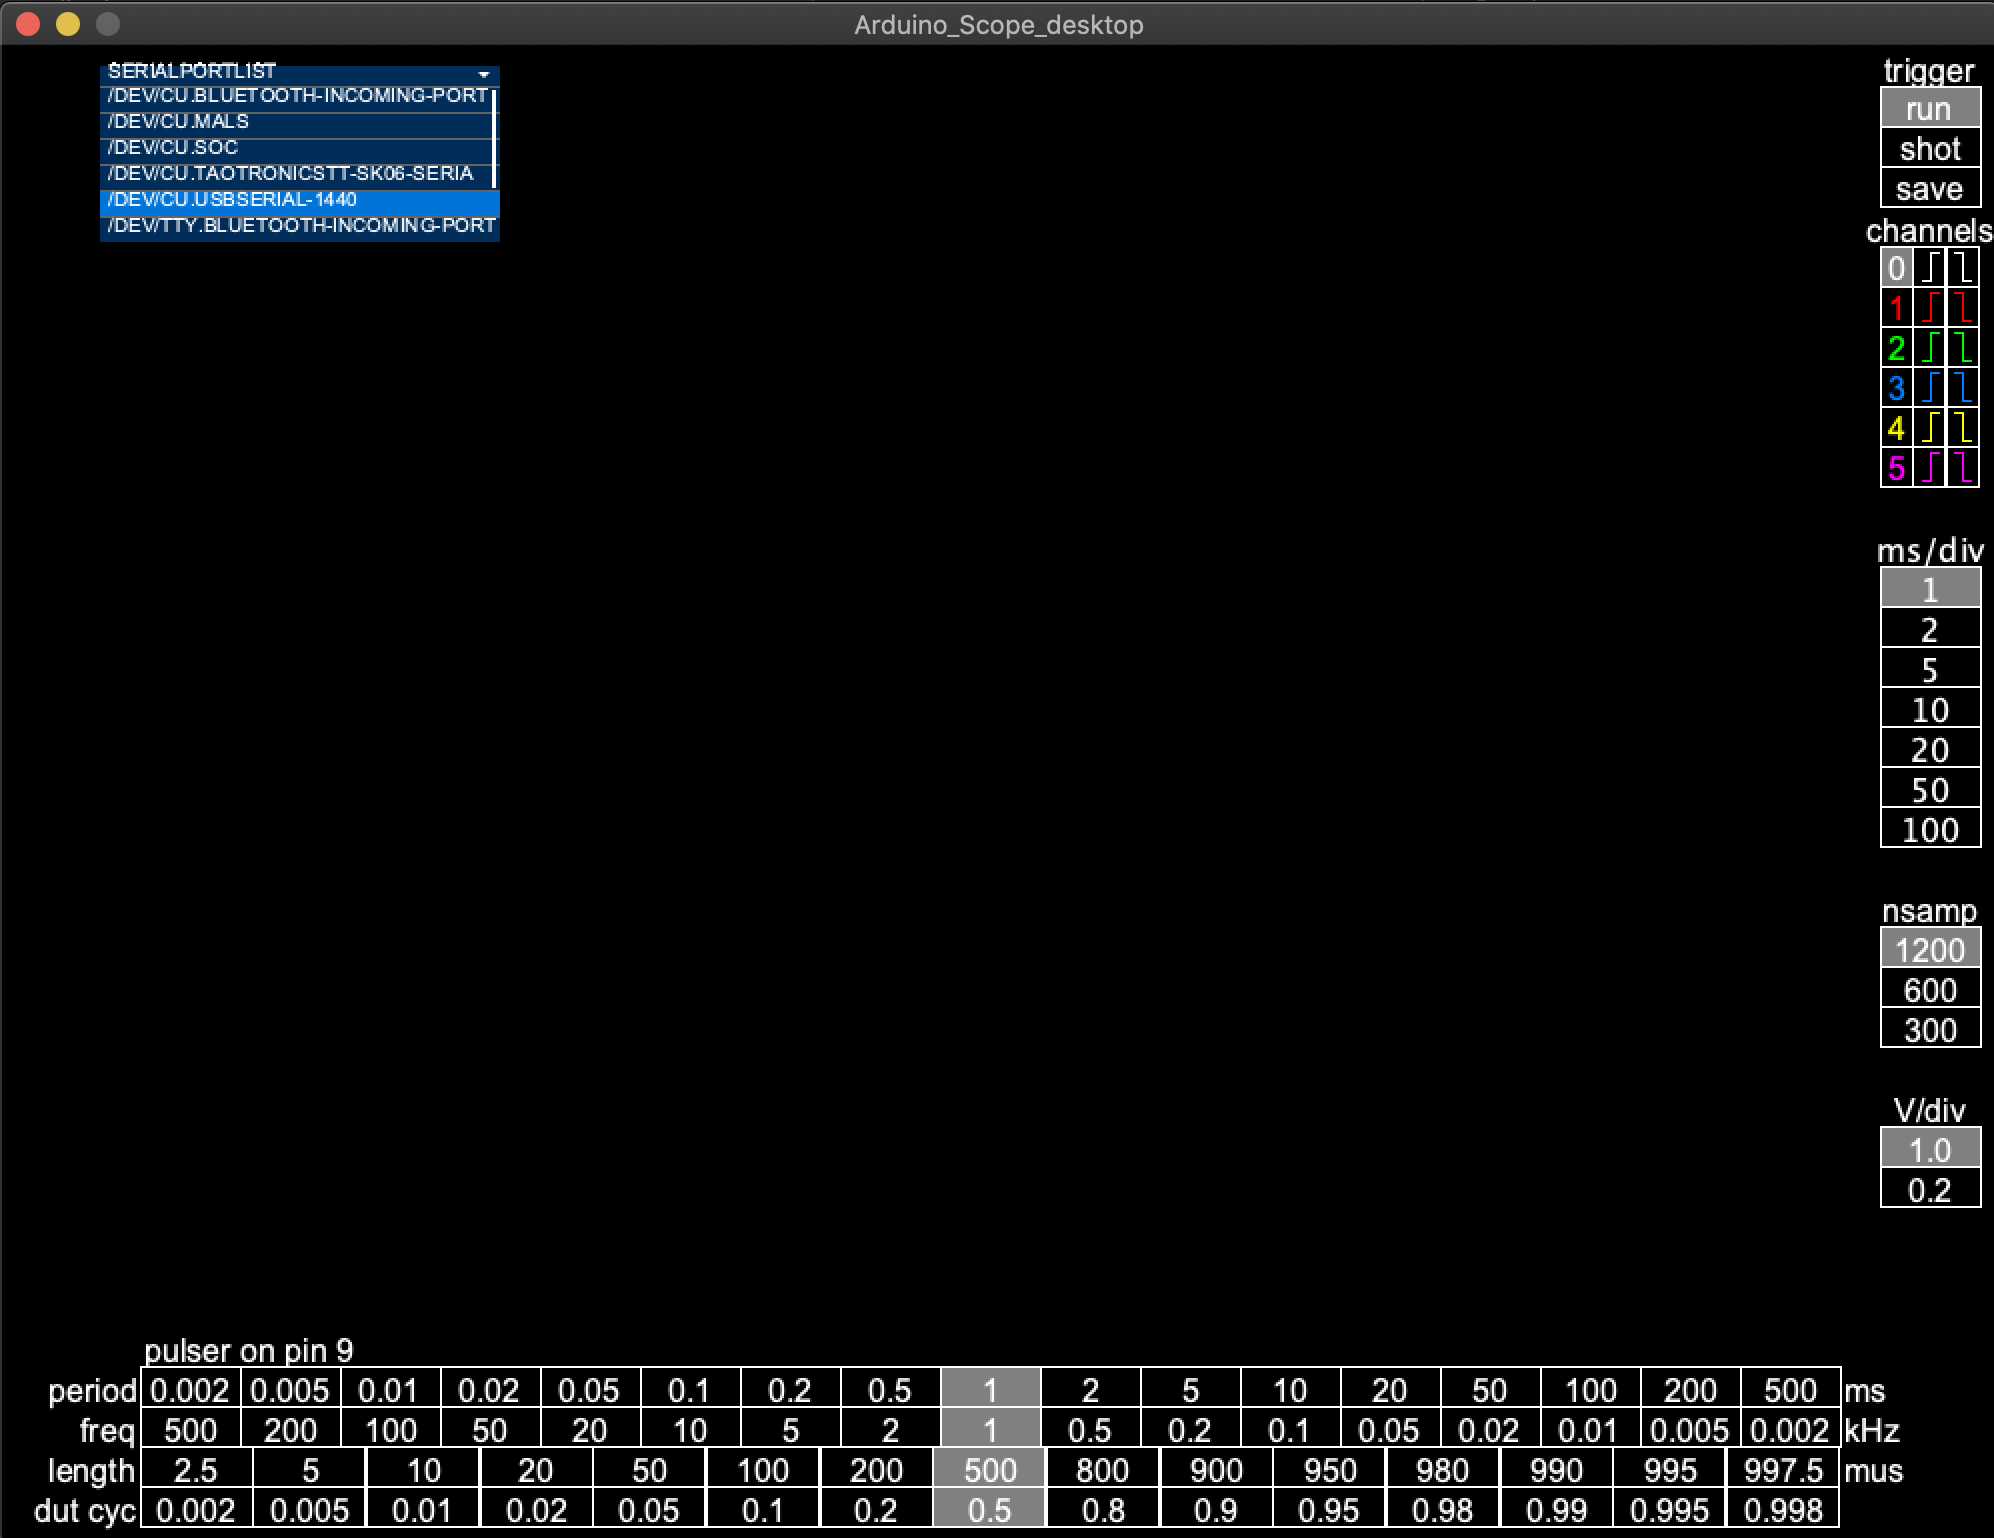 Arduino_Scope_desktop
SERIALPORTLIST
/DEV/CU.BLUETOOTH-INCOMING-PORT
/DEV/CU.MALS
/DEV/CU.SOC
/DEV/CU.TAOTRONICSTT-SK06-SERIA
/DEV/CU.USBSERIAL-1440
/DEV/TTY.BLUETOOTH-INCOMING-PORT
trigger
run
shot
save
channels
0
1
2
3
4
5
ms/div
1
2
5
10
20
50
100
nsamp
1200
600
300
V/div
1.0
0.2
pulser on pin 9
period 0.002 0.005 0.01 0.02 0.05 0.1 0.2 0.5 1 2 5 10 20 50 100 200 500 ms
freq 500 200 100 50 20 10 5 2 1 0.5 0.2 0.1 0.05 0.02 0.01 0.005 0.002 kHz
length 2.5 5 10 20 50 100 200 500 800 900 950 980 990 995 997.5 mus
dut cyc 0.002 0.005 0.01 0.02 0.05 0.1 0.2 0.5 0.8 0.9 0.95 0.98 0.99 0.995 0.998